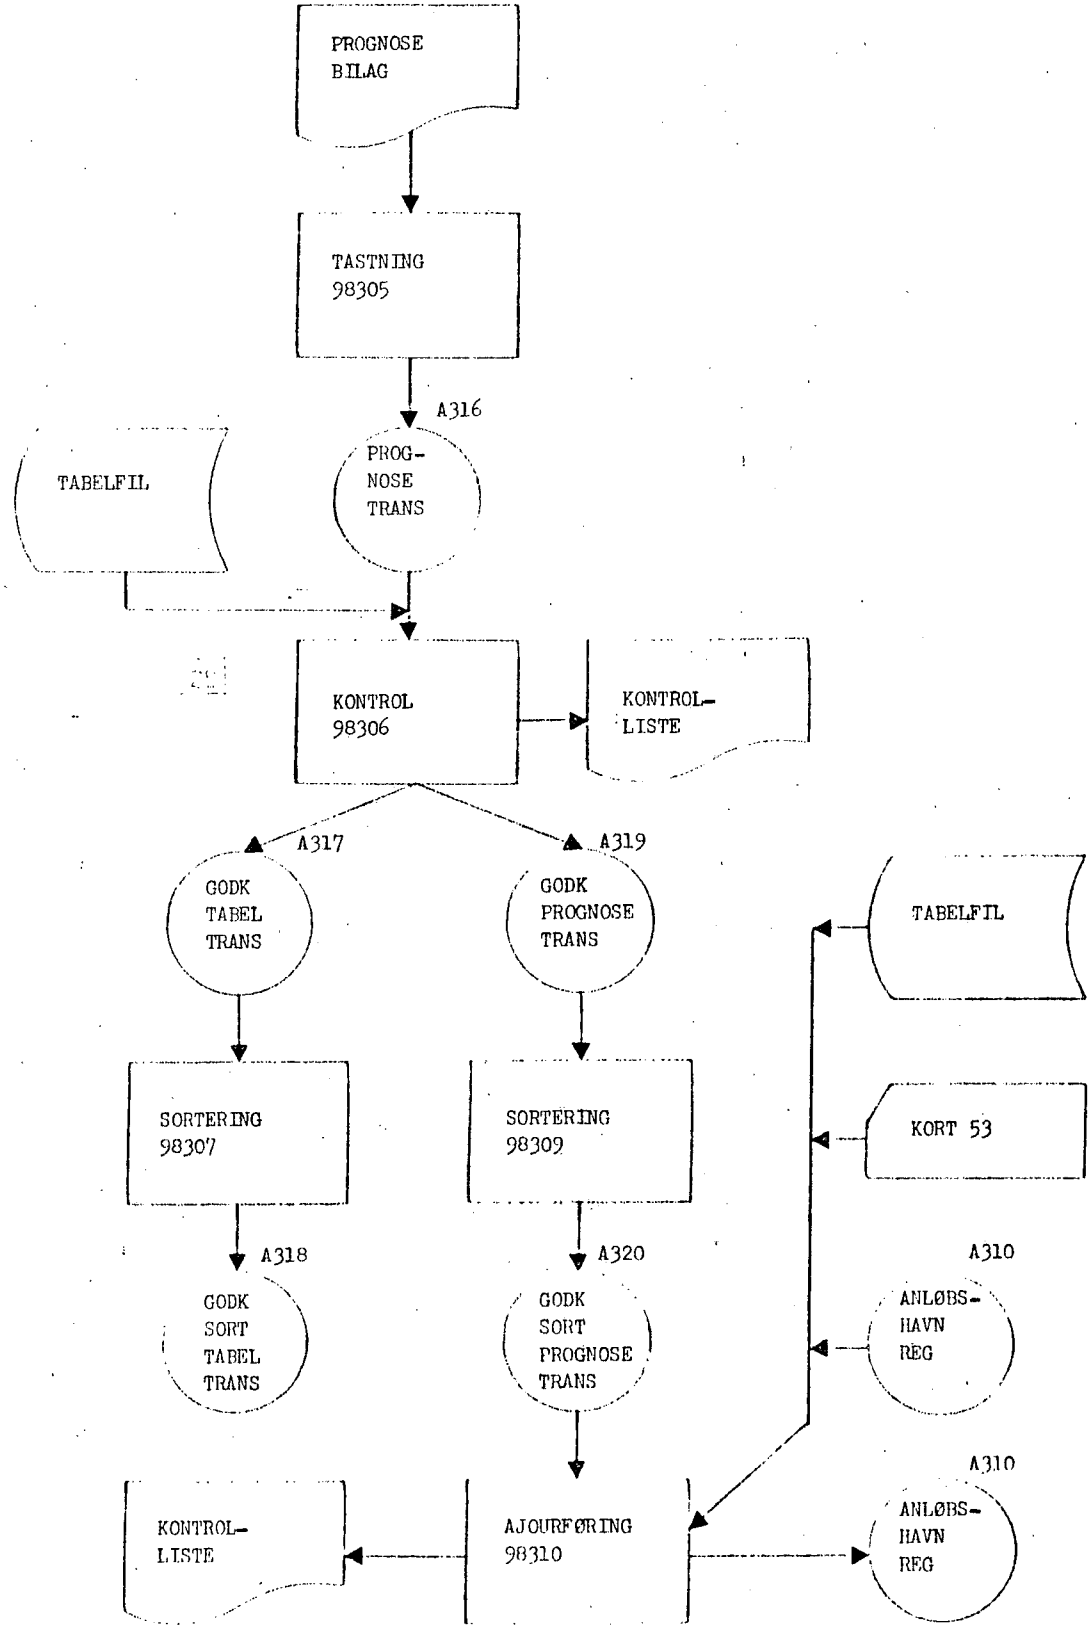 PROGNOSE
BILAG
TASTNING
98305
A316
PROG-
NOSE
TRANS
TABELFIL
KONTROL
98306
KONTROL-
LISTE
A317
GODK
TABEL
TRANS
A319
GODK
PROGNOSE
TRANS
TABELFIL
SORTERING
98307
SORTERING
98309
KORT 53
A318
GODK
SORT
TABEL
TRANS
A320
GODK
SORT
PROGNOSE
TRANS
A310
ANLØBS-
HAVN
REG
KONTROL-
LISTE
AJOURFØRING
98310
A310
ANLØBS-
HAVN
REG